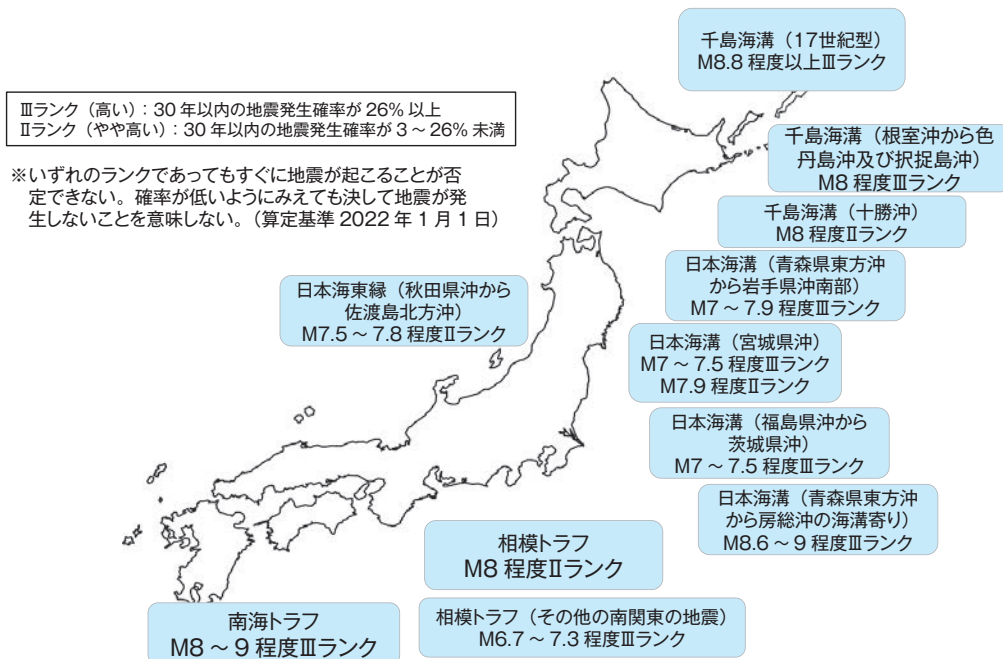 千島海溝（17世紀型）
M8.8 程度以上Ⅲランク
Ⅲランク（高い）：30 年以内の地震発生確率が 26% 以上
Ⅱランク（やや高い）：30 年以内の地震発生確率が 3 ～ 26% 未満
※いずれのランクであってもすぐに地震が起こることが否
定できない。確率が低いようにみえても決して地震が発
生しないことを意味しない。（算定基準 2022 年 1 月 1 日）
千島海溝（根室沖から色
丹島沖及び択捉島沖）
M8 程度Ⅲランク
千島海溝（十勝沖）
M8 程度Ⅱランク
日本海溝（青森県東方沖
から岩手県沖南部）
M7 ～ 7.9 程度Ⅲランク
日本海東縁（秋田県沖から
佐渡島北方沖）
M7.5 ～ 7.8 程度Ⅱランク
日本海溝（宮城県沖）
M7 ～ 7.5 程度Ⅲランク
M7.9 程度Ⅱランク
日本海溝（福島県沖から
茨城県沖）
M7 ～ 7.5 程度Ⅲランク
日本海溝（青森県東方沖
から房総沖の海溝寄り）
M8.6 ～ 9 程度Ⅲランク
相模トラフ
M8 程度Ⅱランク
相模トラフ（その他の南関東の地震）
M6.7 ～ 7.3 程度Ⅲランク
南海トラフ
M8 ～ 9 程度Ⅲランク